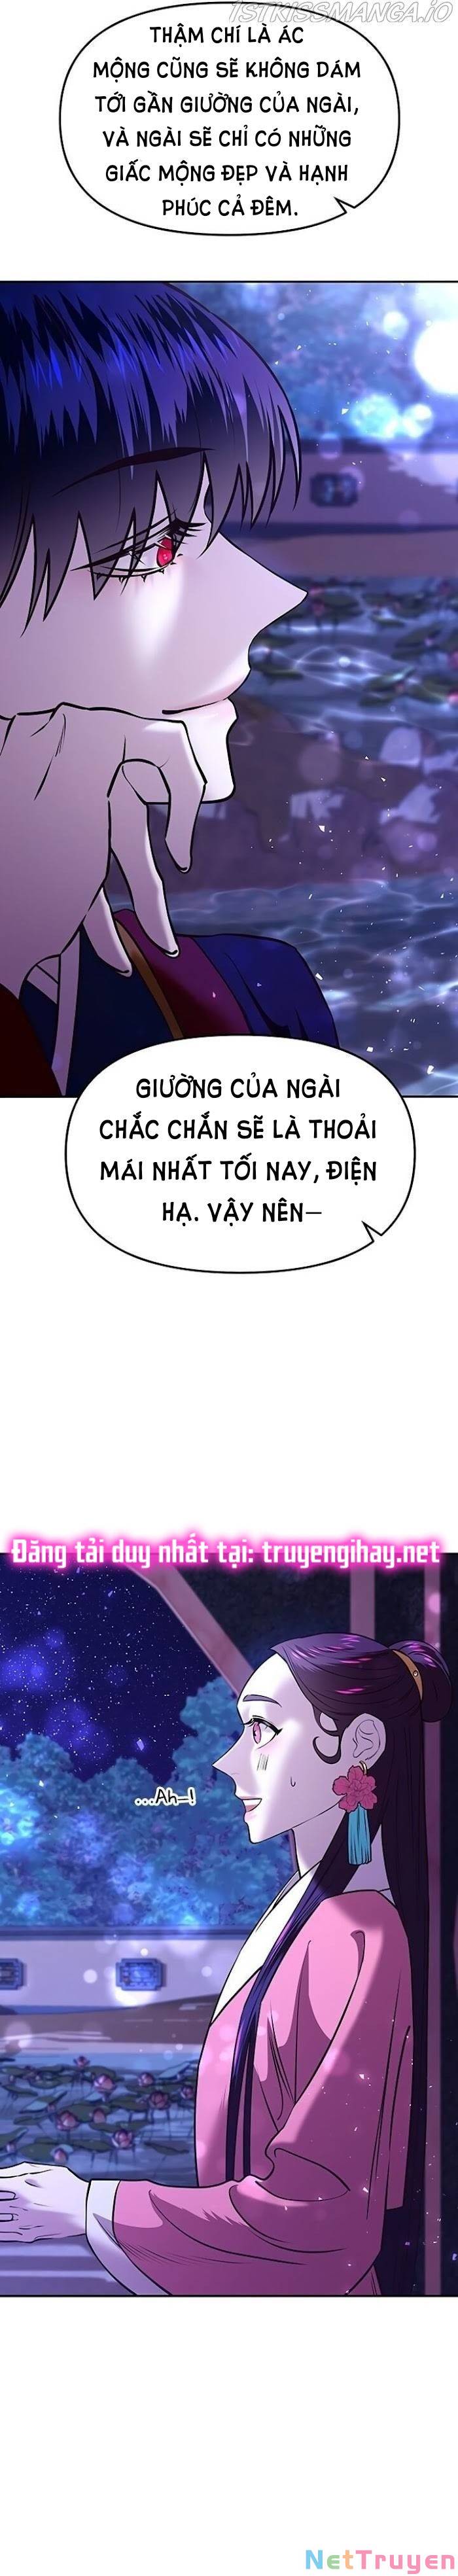 ISTKISSMANGA.IO
THẬM CHÍ LÀ ÁC
MỘNG CŨNG SẼ KHÔNG DÁM
TỚI GẦN GIƯỜNG CỦA NGÀI,
VÀ NGÀI SẼ CHỈ CÓ NHỮNG
GIẤC MỘNG ĐẸP VÀ HẠNH
PHÚC CẢ ĐÊM.
GIƯỜNG CỦA NGÀI
CHẮC CHẮN SẼ LÀ THOẢI
MÁI NHẤT TỐI NAY, ĐIỆN
HẠ. VẬY NÊN–
Đăng tải duy nhất tại: truyengihay.net
...Ah–!
NetTruyen